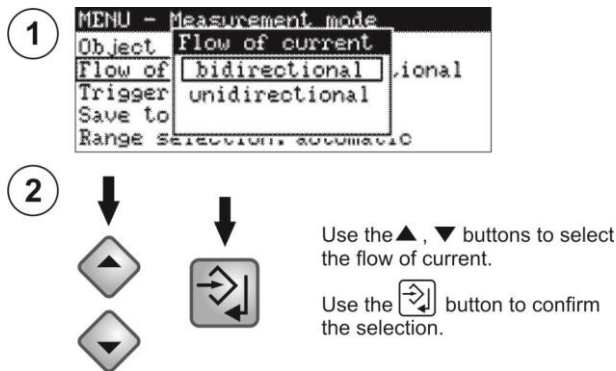 1
MENU - Measurement mode
Object Flow of current
Flow of bidirectional ional
Trigger unidirectional
Save to
Range selection: automatic
2
Use the ▲, ▼ buttons to select
the flow of current.
Use the button to confirm
the selection.